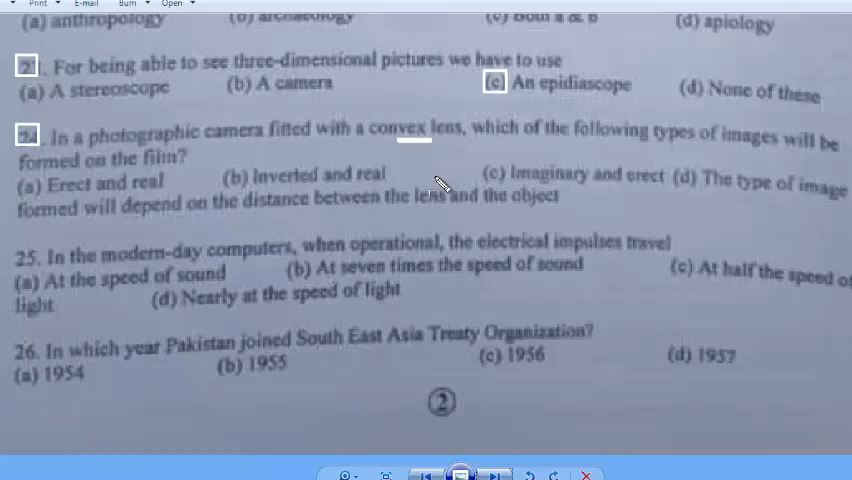 Print E-mail Burn Open
(a) anthropology (b) archaeology (c) Both a & b (d) apiology
. For being able to see three-dimensional pictures we have to use
(a) A stereoscope (b) A camera (c) An epidiascope (d) None of these
24. In a photographic camera fitted with a convex lens, which of the following types of images will be
formed on the film?
(a) Erect and real (b) Inverted and real (c) Imaginary and erect (d) The type of image
formed will depend on the distance between the lens and the object
25. In the modern-day computers, when operational, the electrical impulses travel
(a) At the speed of sound (b) At seven times the speed of sound (c) At half the speed of
light (d) Nearly at the speed of light
26. In which year Pakistan joined South East Asia Treaty Organization?
(a) 1954 (b) 1955 (c) 1956 (d) 1957
2